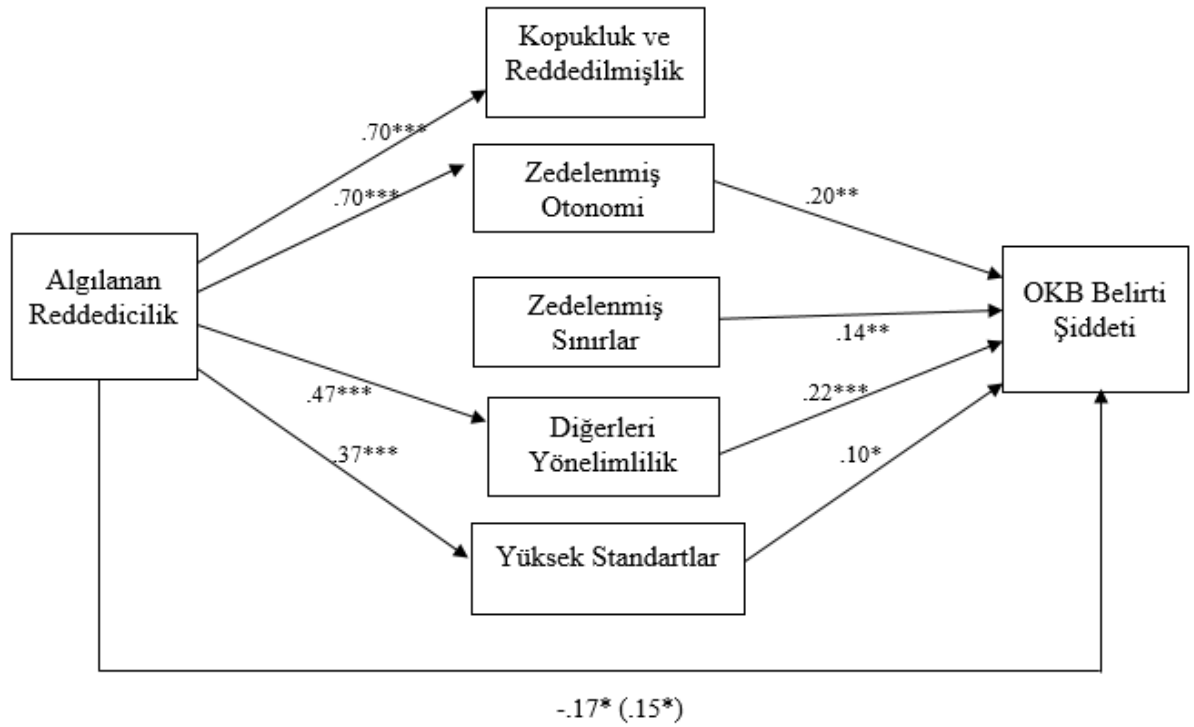 Kopukluk ve
Reddedilmişlik
.70***
Zedelenmiş
Otonomi
.70***
.20**
Algılanan
Reddedicilik
OKB Belirti
Şiddeti
Zedelenmiş
Sınırlar
.14**
.47***
.22***
Diğerleri
Yönelimlilik
.37***
.10*
Yüksek Standartlar
-.17* (.15*)